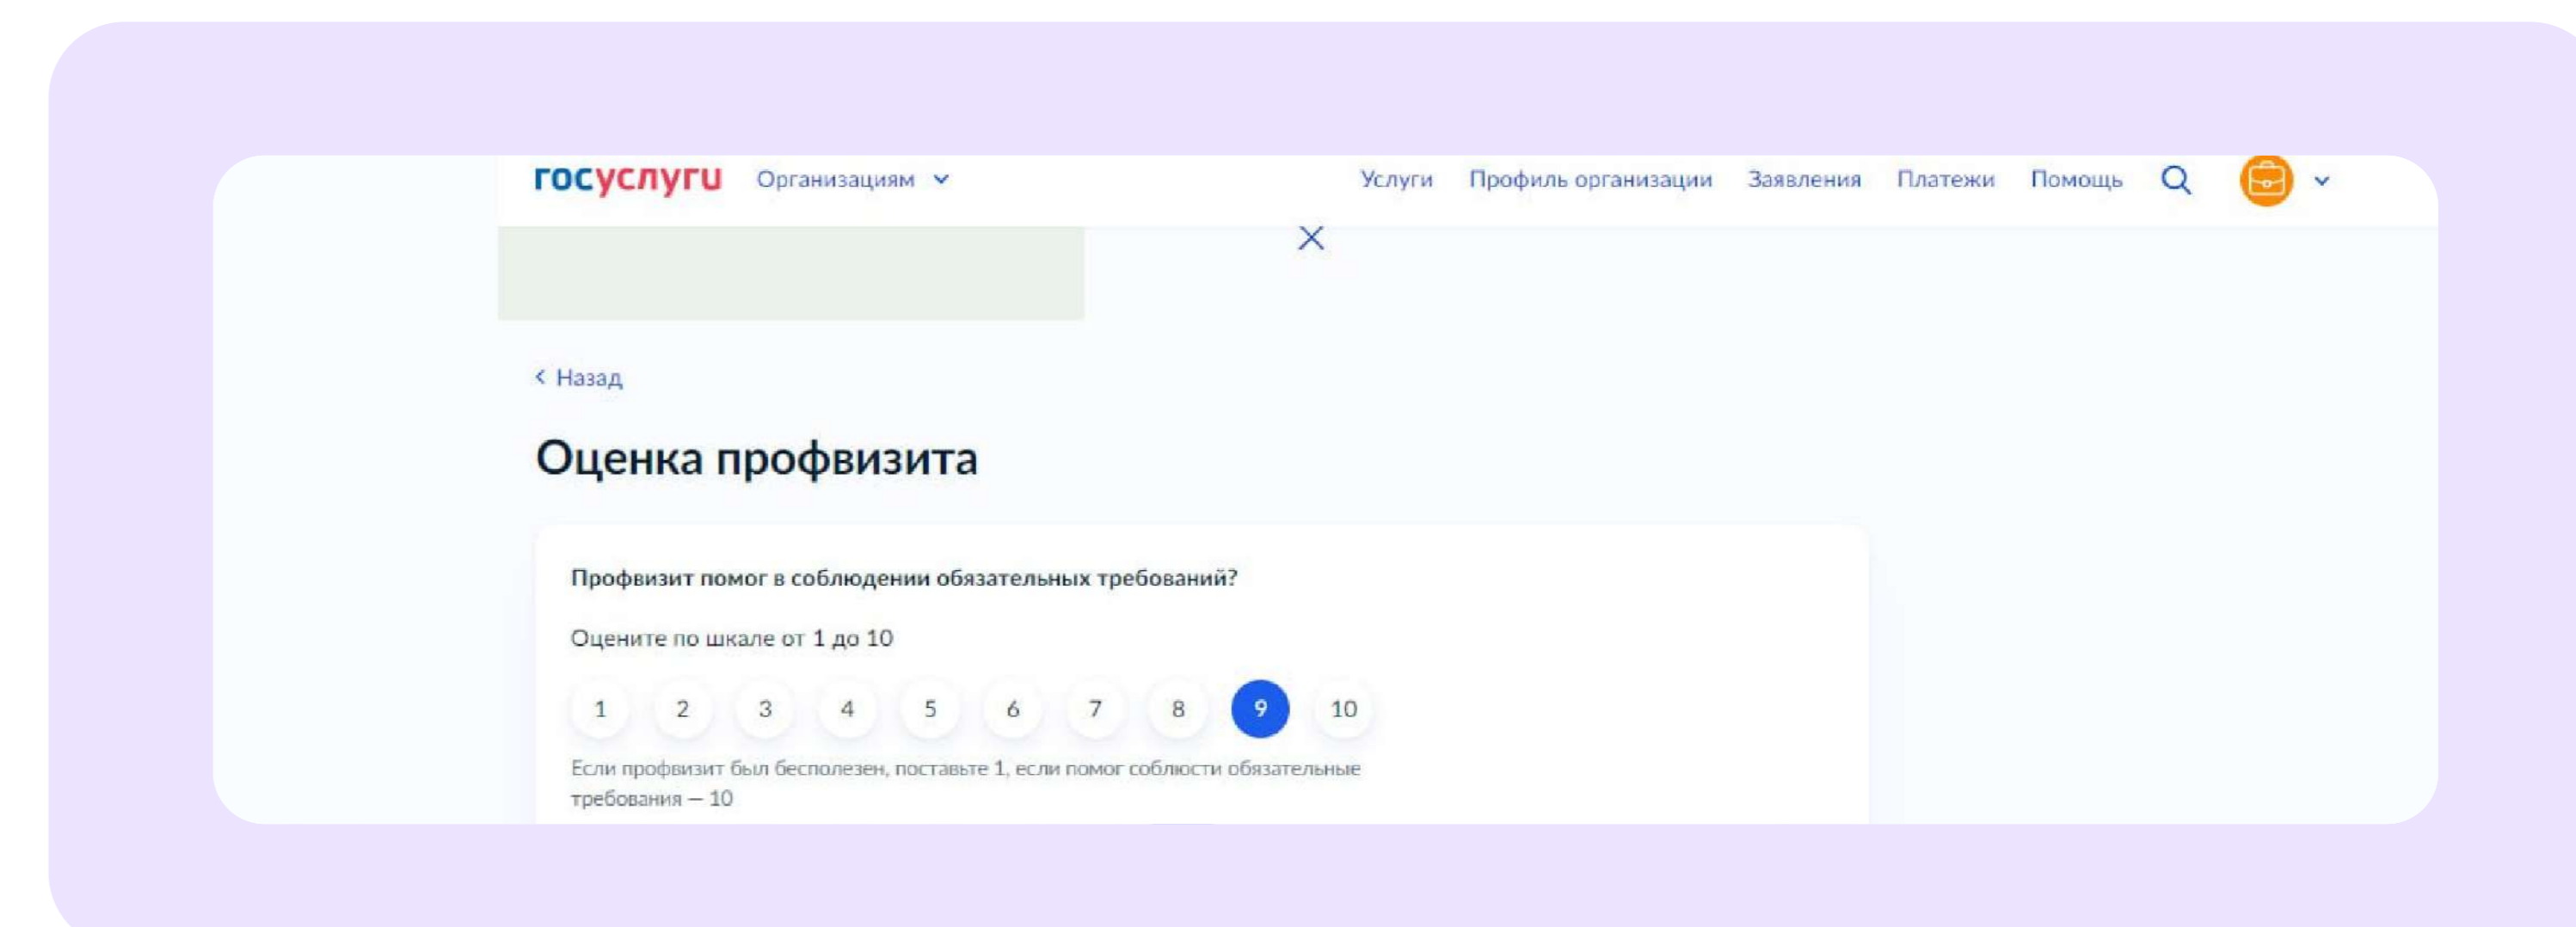 госуслуги Организациям Услуги Профиль организации Заявления Платежи Помощь
Назад
Оценка профвизита
Профвизит помог в соблюдении обязательных требований?
Оцените по шкале от 1 до 10
1 2 3 4 5 6 7 8 9 10
Если профвизит был бесполезен, поставьте 1, если помог соблюсти обязательные
требования — 10